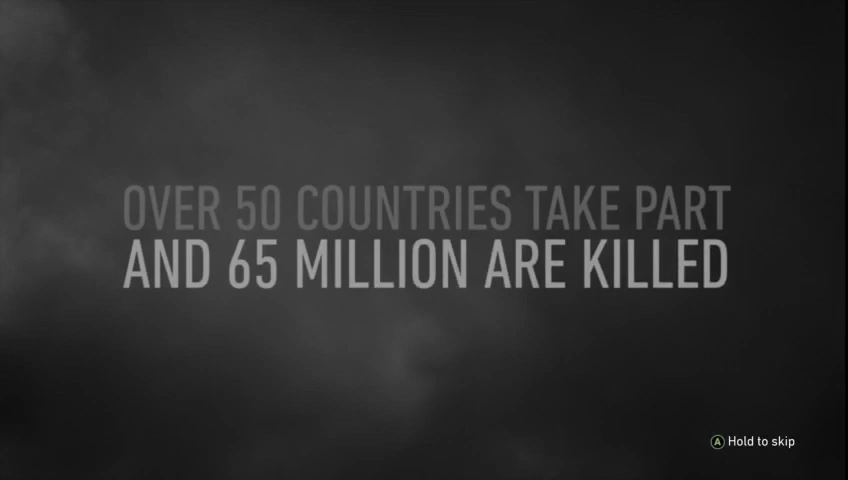 OVER 50 COUNTRIES TAKE PART
AND 65 MILLION ARE KILLED
A Hold to skip